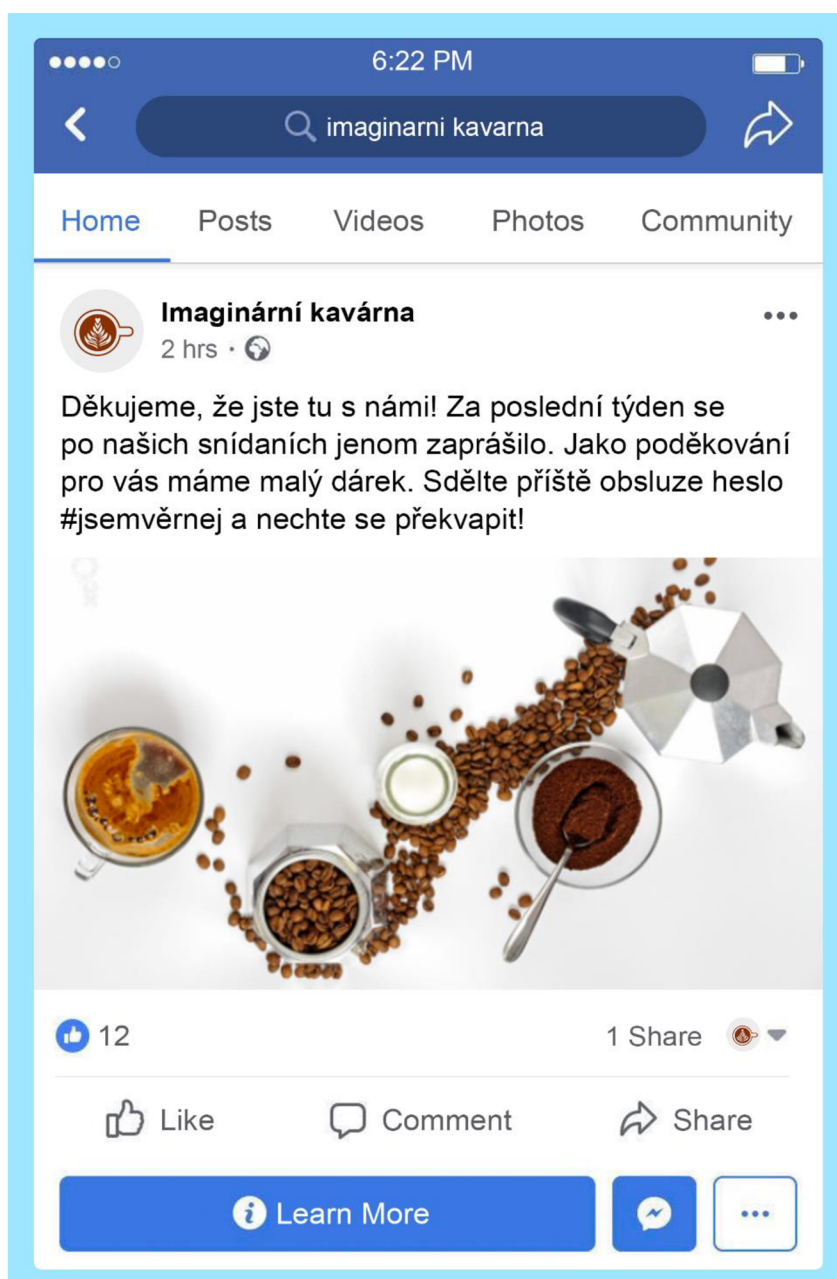 6:22 PM
imaginarni kavarna
Home Posts Videos Photos Community
Imaginární kavárna
2 hrs ·
Děkujeme, že jste tu s námi! Za poslední týden se
po našich snídaních jenom zaprášilo. Jako poděkování
pro vás máme malý dárek. Sdělte příště obsluze heslo
#jsemvěrnej a nechte se překvapit!
12
1 Share
Like Comment Share
Learn More